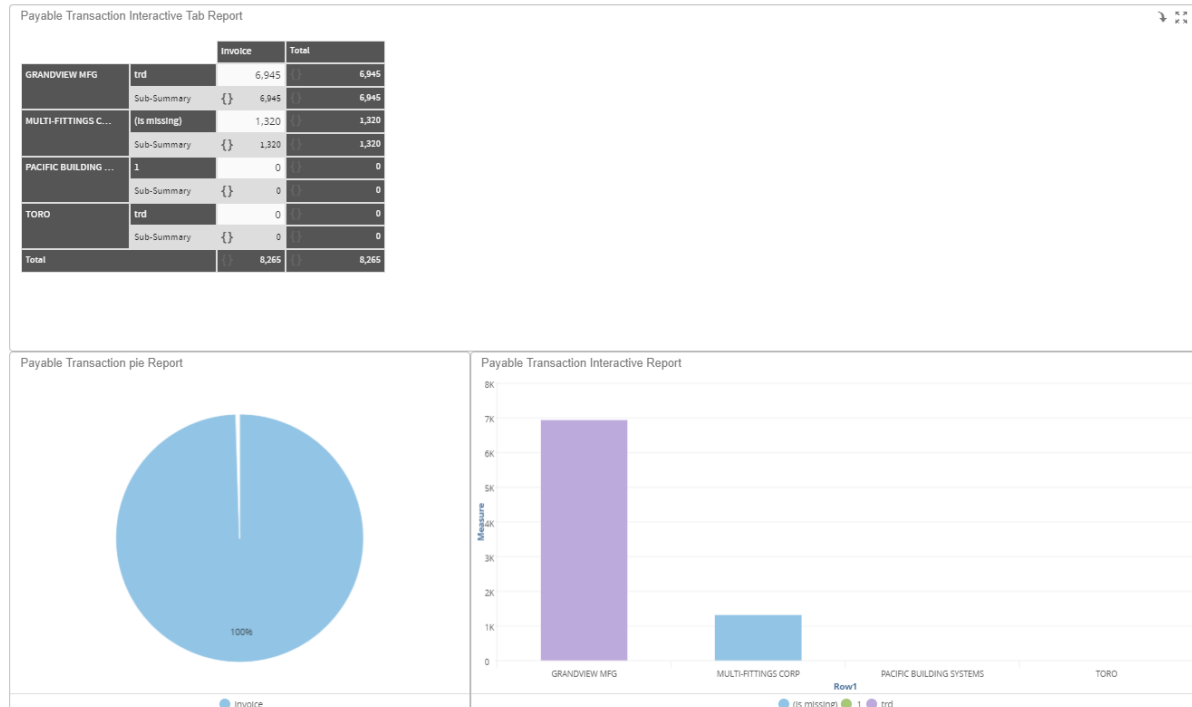 Payable Transaction Interactive Tab Report
Invoice Total
GRANDVIEW MFG trd 6,945 {} 6,945
Sub-Summary {} 6,945 {} 6,945
MULTI-FITTINGS C... (is missing) 1,320 {} 1,320
Sub-Summary {} 1,320 {} 1,320
PACIFIC BUILDING ... 1 0 {} 0
Sub-Summary {} 0 {} 0
TORO trd 0 {} 0
Sub-Summary {} 0 {} 0
Total {} 8,265 {} 8,265
Payable Transaction pie Report
100%
Invoice
Payable Transaction Interactive Report
8K
7K
6K
5K
4K
3K
2K
1K
0
Measure
GRANDVIEW MFG MULTI-FITTINGS CORP PACIFIC BUILDING SYSTEMS TORO
Row1
(is missing) 1 trd